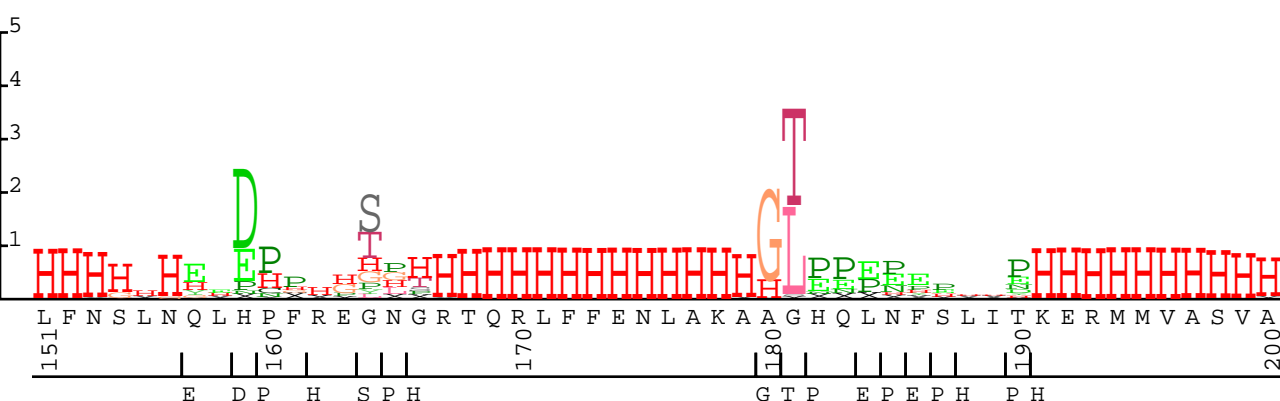 5
4
3
2
1
T
D S G T
H H H H H E E P H H H H H H H H H H H H H H H L P P E P E P H H H H H H H H H H
L F N S L N Q L H P F R E G N G R T Q R L F F E N L A K A A G H Q L N F S L I T K E R M M V A S V A
151 160 170 180 190 200
E D P H S P H G T P E P E P H P H